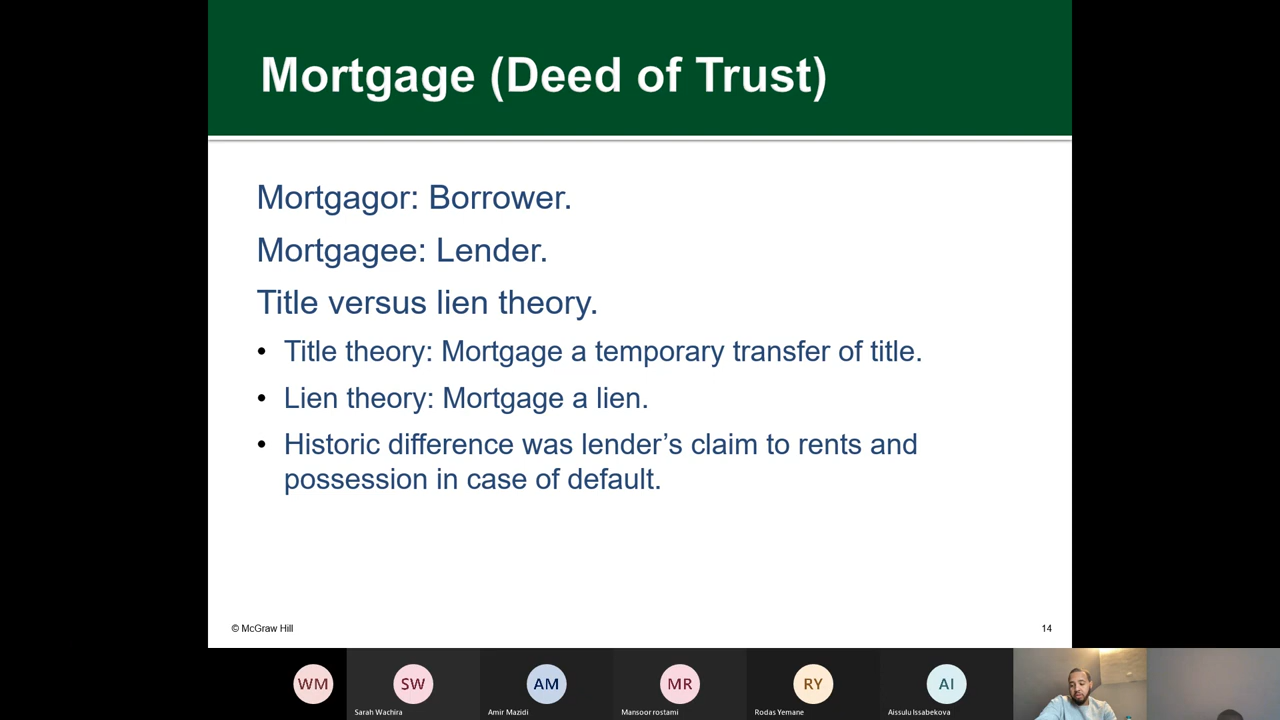 Mortgage (Deed of Trust)
Mortgagor: Borrower.
Mortgagee: Lender.
Title versus lien theory.
• Title theory: Mortgage a temporary transfer of title.
• Lien theory: Mortgage a lien.
• Historic difference was lender’s claim to rents and
possession in case of default.
© McGraw Hill
14
WM
SW
AM
MR
RY
AI
Sarah Wachira
Amir Mazidi
Mansoor rostami
Rodas Yemane
Aissulu Issabekova